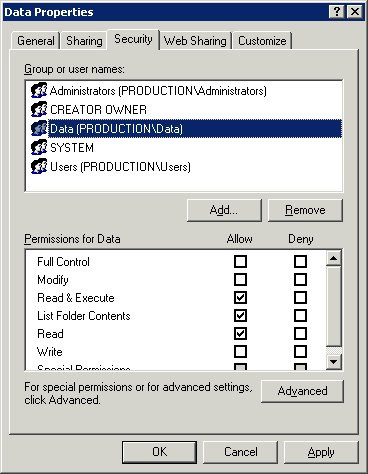 Data Properties
General Sharing Security Web Sharing Customize
Group or user names:
Administrators (PRODUCTION\Administrators)
CREATOR OWNER
Data (PRODUCTION\Data)
SYSTEM
Users (PRODUCTION\Users)
Add... Remove
Permissions for Data Allow Deny
Full Control
Modify
Read & Execute
List Folder Contents
Read
Write
Special Permissions
For special permissions or for advanced settings,
click Advanced.
Advanced
OK Cancel Apply